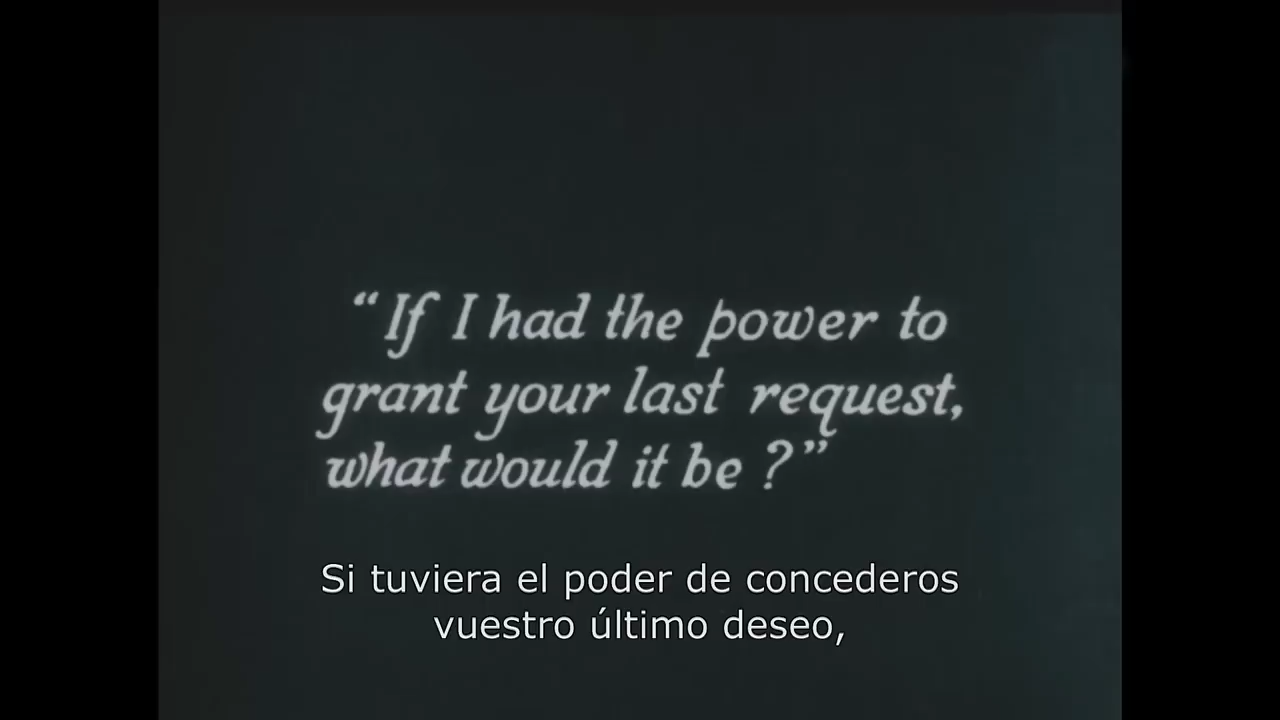 “If I had the power to
grant your last request,
what would it be?”
Si tuviera el poder de concederos
vuestro último deseo,